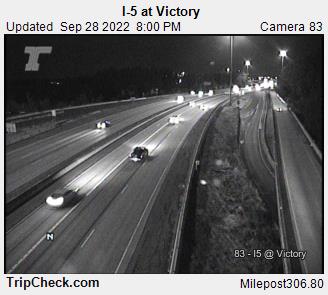 I-5 at Victory
Updated  Sep 28 2022  8:00 PM
Camera 83
T
N
83 - I5 @ Victory
TripCheck.com
Milepost306.80